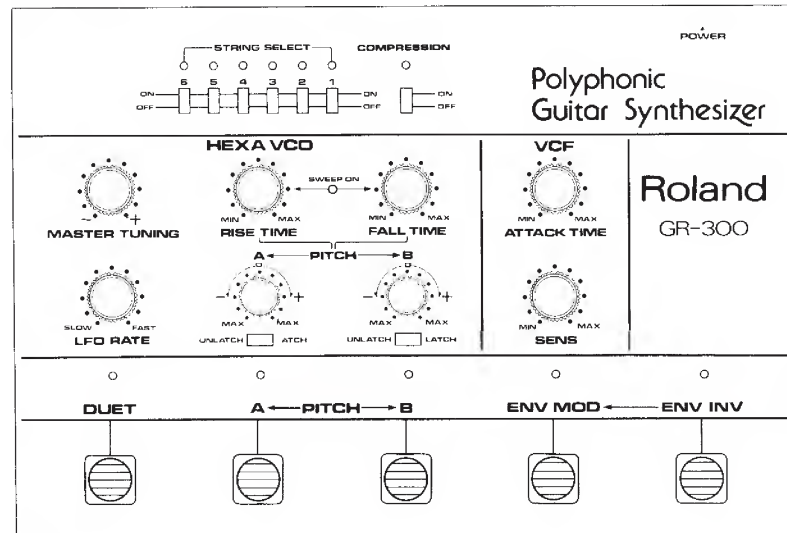 POWER
STRING SELECT COMPRESSION
6 5 4 3 2 1
ON ON ON
OFF OFF OFF
Polyphonic
Guitar Synthesizer
HEXA VCO VCF
SWEEP ON
− + MIN MAX MIN MAX MIN MAX
MASTER TUNING RISE TIME FALL TIME ATTACK TIME
Roland
GR-300
A PITCH B
− + − +
SLOW FAST MAX MAX MAX MAX MIN MAX
LFO RATE UNLATCH ATCH UNLATCH LATCH SENS
DUET A PITCH B ENV MOD ENV INV